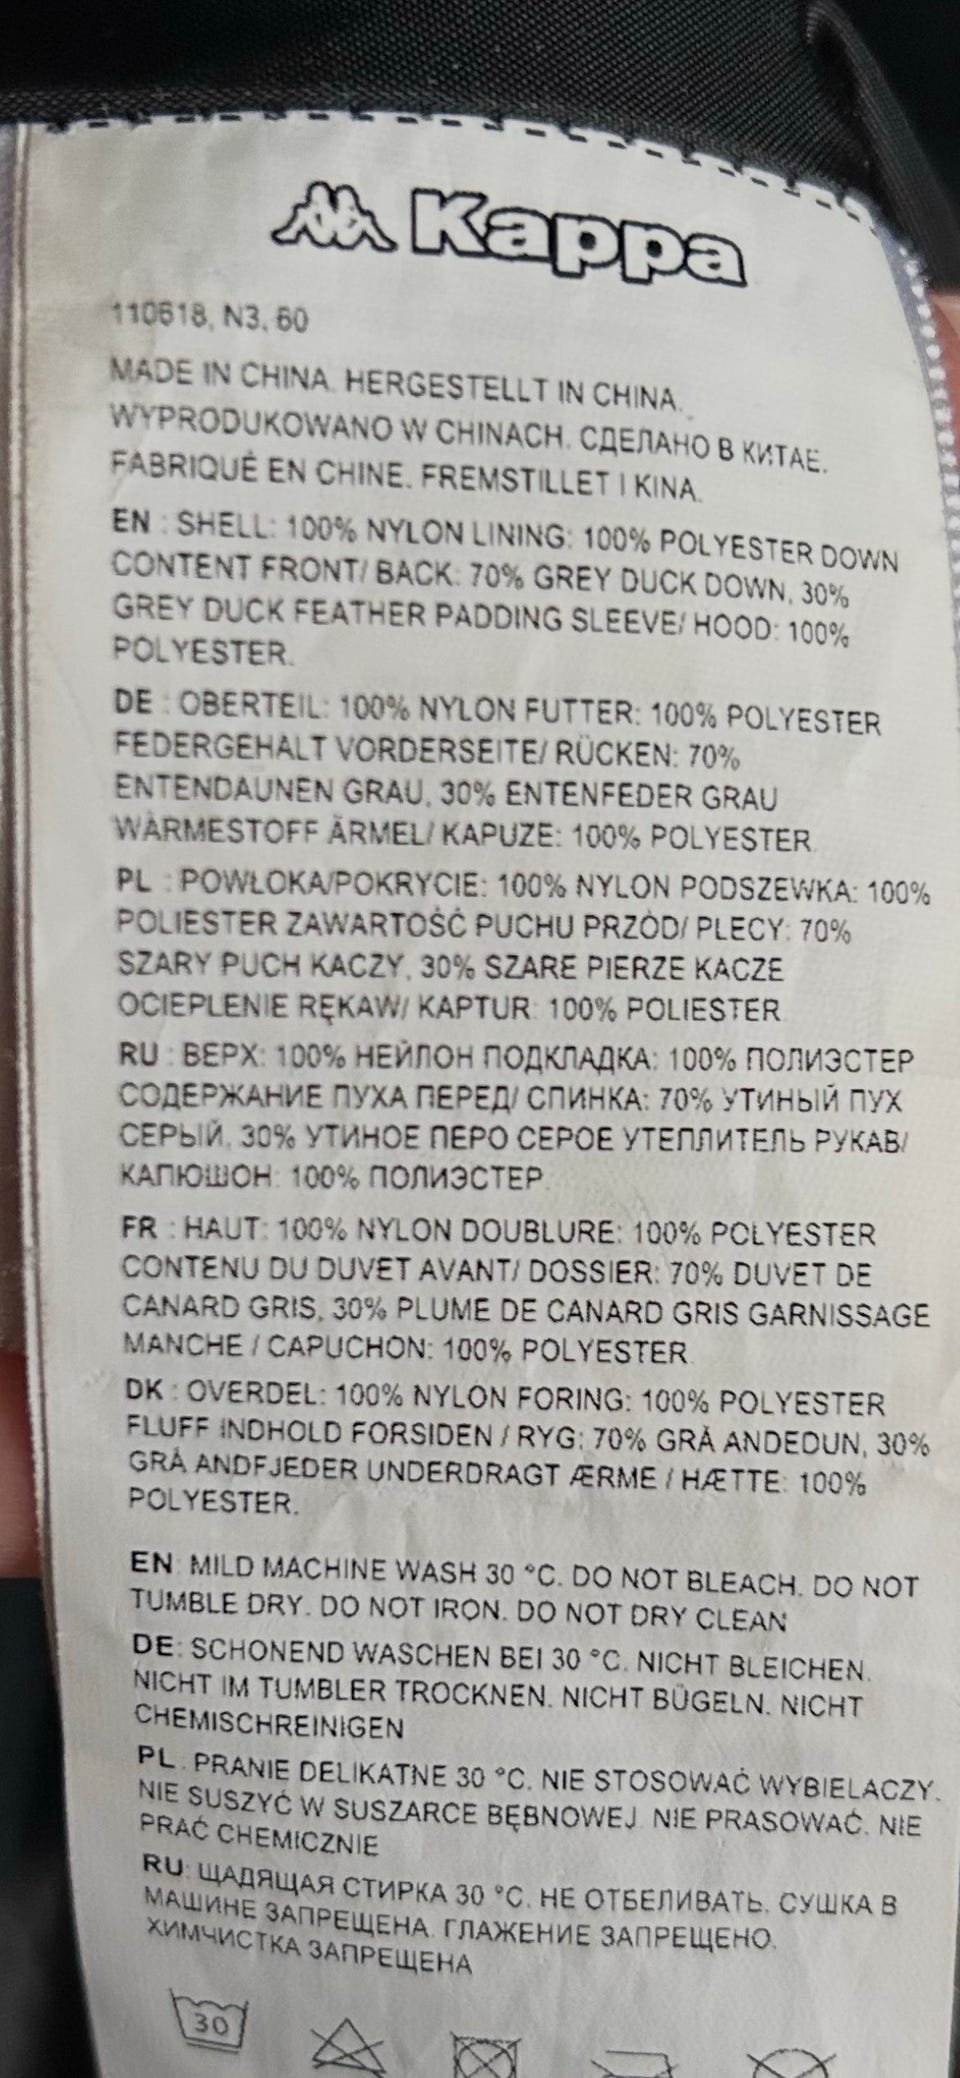 Kappa
110618, N3, 60
MADE IN CHINA. HERGESTELLT IN CHINA.
WYPRODUKOWANO W CHINACH. СДЕЛАНО В КИТАЕ.
FABRIQUÉ EN CHINE. FREMSTILLET I KINA.
EN : SHELL: 100% NYLON LINING: 100% POLYESTER DOWN
CONTENT FRONT/ BACK: 70% GREY DUCK DOWN, 30%
GREY DUCK FEATHER PADDING SLEEVE/ HOOD: 100%
POLYESTER.
DE : OBERTEIL: 100% NYLON FUTTER: 100% POLYESTER
FEDERGEHALT VORDERSEITE/ RÜCKEN: 70%
ENTENDAUNEN GRAU, 30% ENTENFEDER GRAU
WÄRMESTOFF ÄRMEL/ KAPUZE: 100% POLYESTER.
PL : POWŁOKA/POKRYCIE: 100% NYLON PODSZEWKA: 100%
POLIESTER ZAWARTOŚĆ PUCHU PRZÓD/ PLECY: 70%
SZARY PUCH KACZY, 30% SZARE PIERZE KACZE
OCIEPLENIE RĘKAW/ KAPTUR: 100% POLIESTER.
RU : ВЕРХ: 100% НЕЙЛОН ПОДКЛАДКА: 100% ПОЛИЭСТЕР
СОДЕРЖАНИЕ ПУХА ПЕРЕД/ СПИНКА: 70% УТИНЫЙ ПУХ
СЕРЫЙ, 30% УТИНОЕ ПЕРО СЕРОЕ УТЕПЛИТЕЛЬ РУКАВ/
КАПЮШОН: 100% ПОЛИЭСТЕР.
FR : HAUT: 100% NYLON DOUBLURE: 100% POLYESTER
CONTENU DU DUVET AVANT/ DOSSIER: 70% DUVET DE
CANARD GRIS, 30% PLUME DE CANARD GRIS GARNISSAGE
MANCHE / CAPUCHON: 100% POLYESTER.
DK : OVERDEL: 100% NYLON FORING: 100% POLYESTER
FLUFF INDHOLD FORSIDEN / RYG: 70% GRÅ ANDEDUN, 30%
GRÅ ANDFJEDER UNDERDRAGT ÆRME / HÆTTE: 100%
POLYESTER.
EN: MILD MACHINE WASH 30 °C. DO NOT BLEACH. DO NOT
TUMBLE DRY. DO NOT IRON. DO NOT DRY CLEAN
DE: SCHONEND WASCHEN BEI 30 °C. NICHT BLEICHEN.
NICHT IM TUMBLER TROCKNEN. NICHT BÜGELN. NICHT
CHEMISCHREINIGEN
PL: PRANIE DELIKATNE 30 °C. NIE STOSOWAĆ WYBIELACZY.
NIE SUSZYĆ W SUSZARCE BĘBNOWEJ. NIE PRASOWAĆ. NIE
PRAĆ CHEMICZNIE
RU: ЩАДЯЩАЯ СТИРКА 30 °C. НЕ ОТБЕЛИВАТЬ. СУШКА В
МАШИНЕ ЗАПРЕЩЕНА. ГЛАЖЕНИЕ ЗАПРЕЩЕНО.
ХИМЧИСТКА ЗАПРЕЩЕНА
30